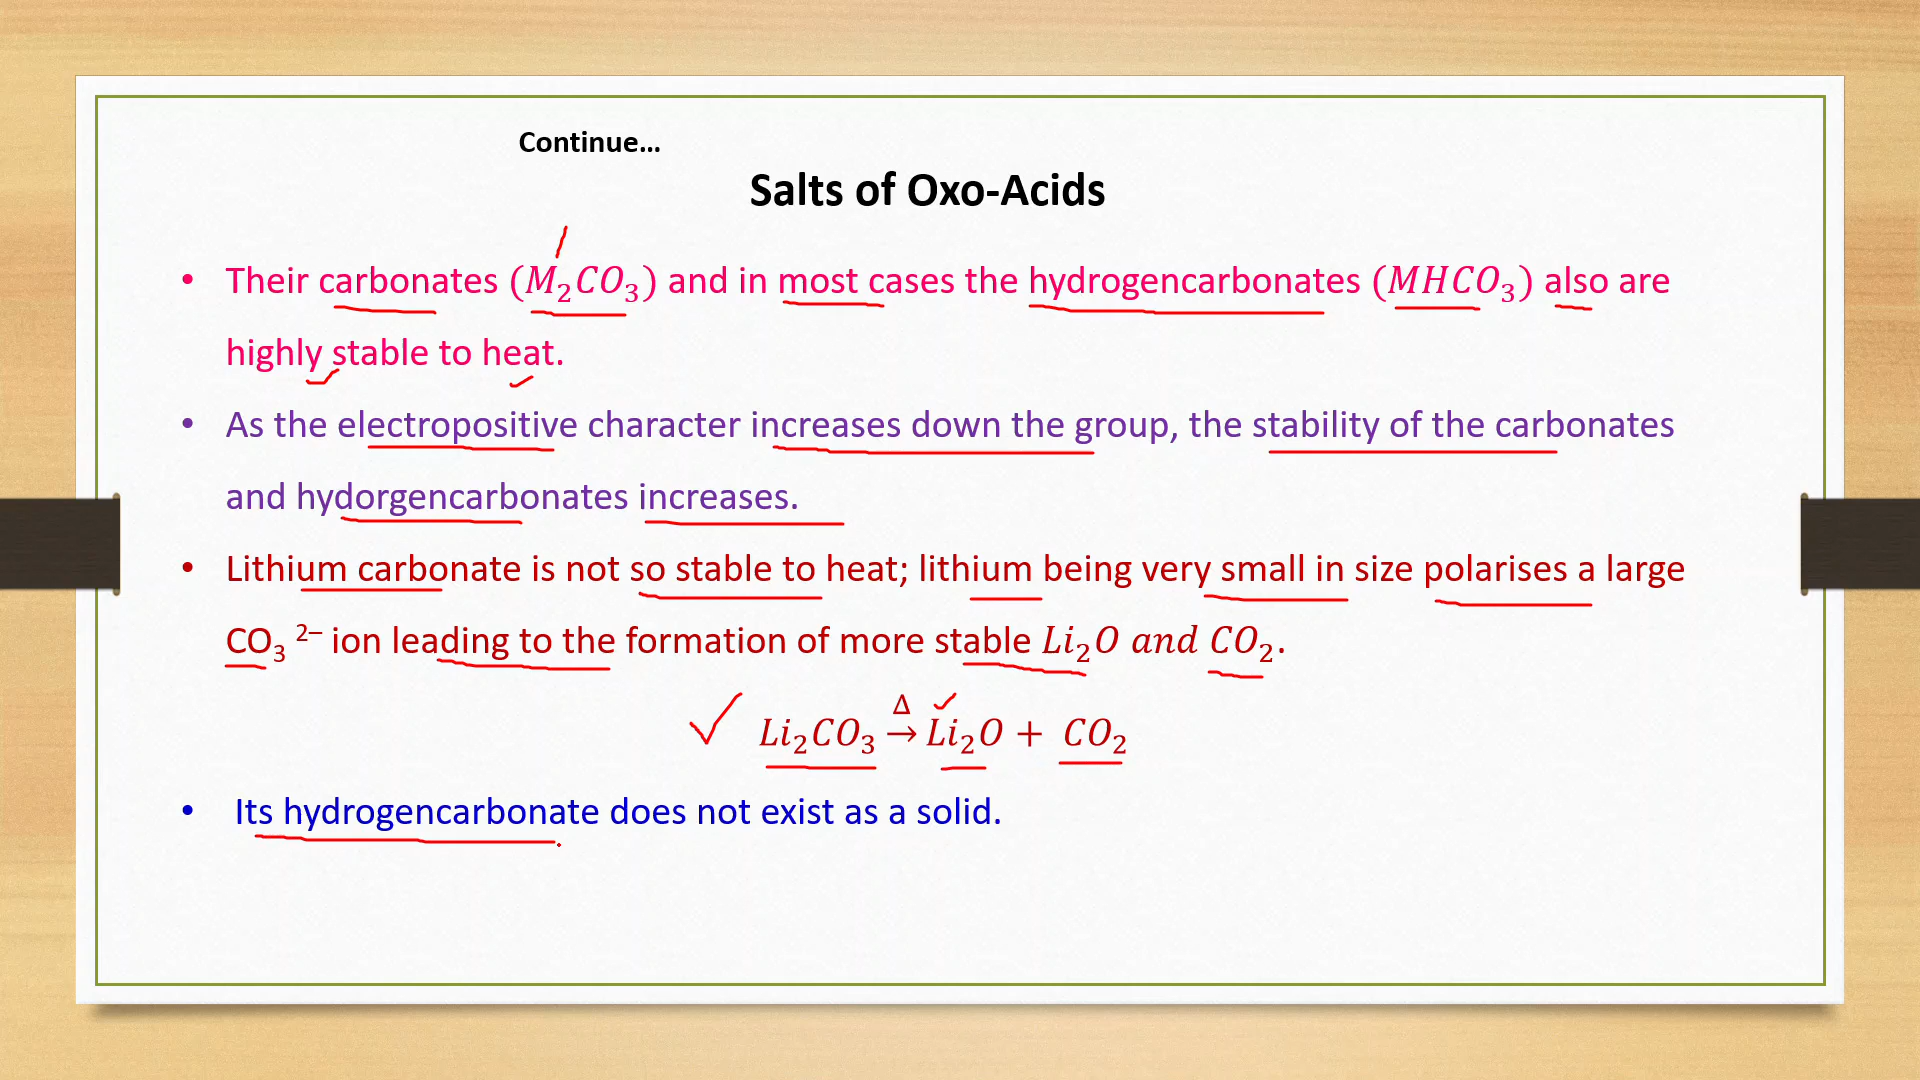 Continue…
Salts of Oxo-Acids
• Their carbonates (M₂CO₃) and in most cases the hydrogencarbonates (MHCO₃) also are
highly stable to heat.
• As the electropositive character increases down the group, the stability of the carbonates
and hydorgencarbonates increases.
• Lithium carbonate is not so stable to heat; lithium being very small in size polarises a large
CO₃ ²⁻ ion leading to the formation of more stable Li₂O and CO₂.
Li₂CO₃ →Δ Li₂O + CO₂
• Its hydrogencarbonate does not exist as a solid.